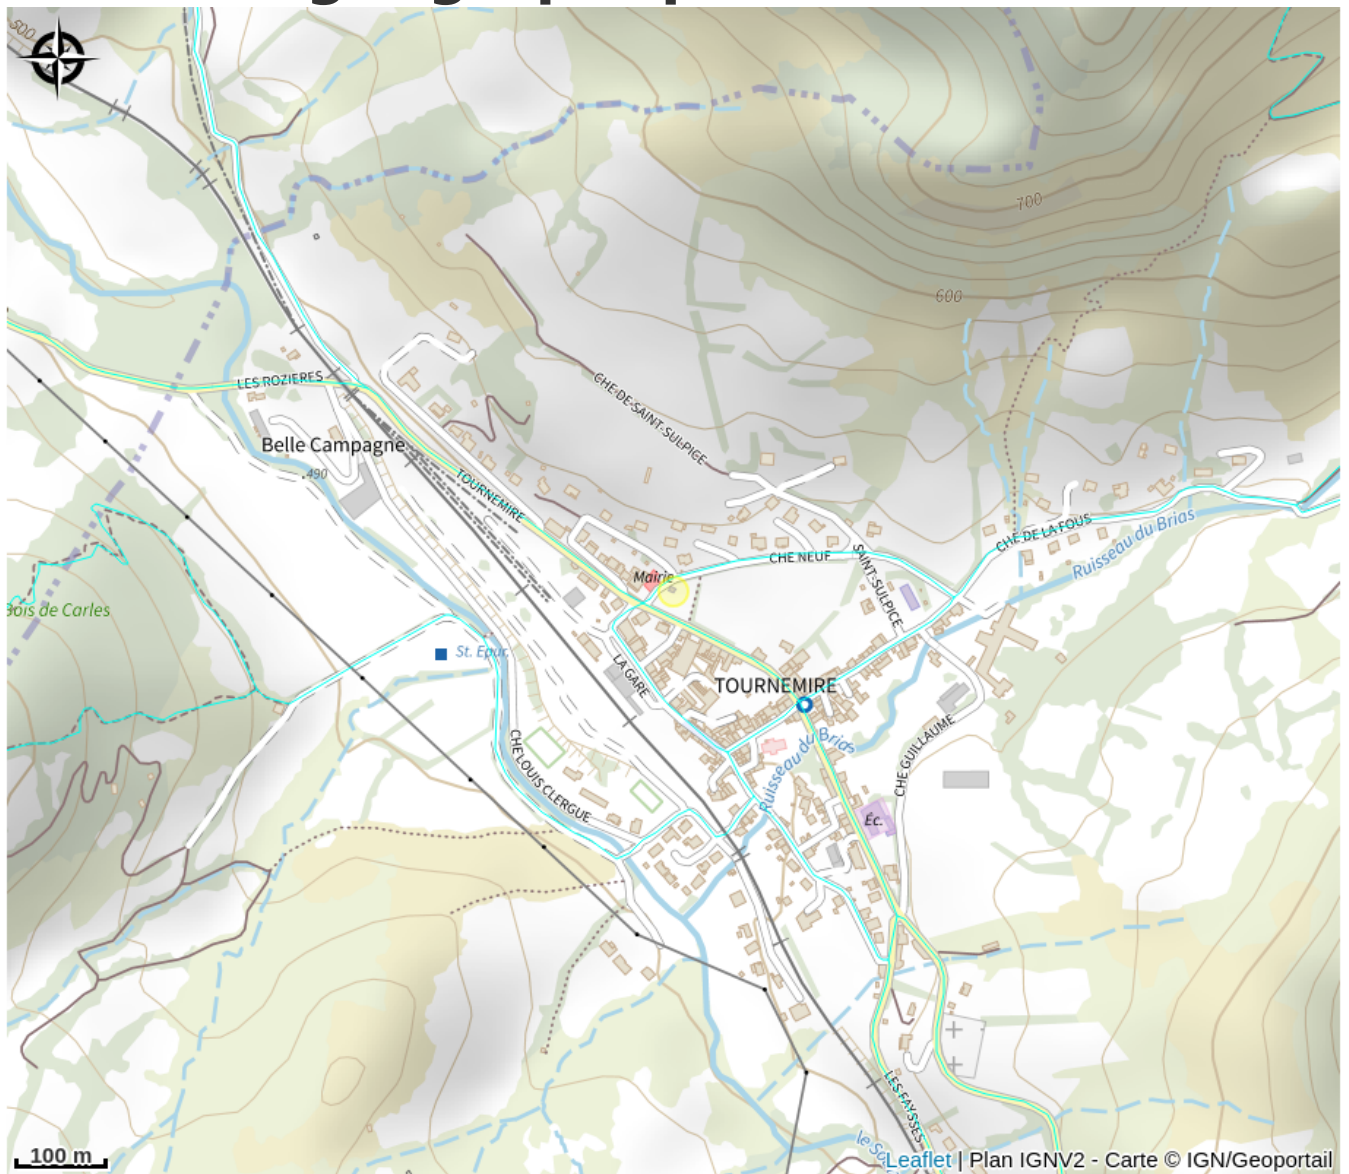 500
700
600
LES ROZIERES
CHE DE SAINT-SULPICE
Belle Campagne
.490
TOURNEMIRE
CHE DE LA FOUS
Ruisseau du Brias
CHE NEUF
SAINT-SULPICE
Mairie
Bois de Carles
St. Epur.
LA GARE
TOURNEMIRE
Ruisseau du Brias
CHE GUILLAUME
CHE LOUIS CLERGUE
Éc.
LES FAYSSES
100 m
Leaflet | Plan IGNV2 - Carte © IGN/Geoportail